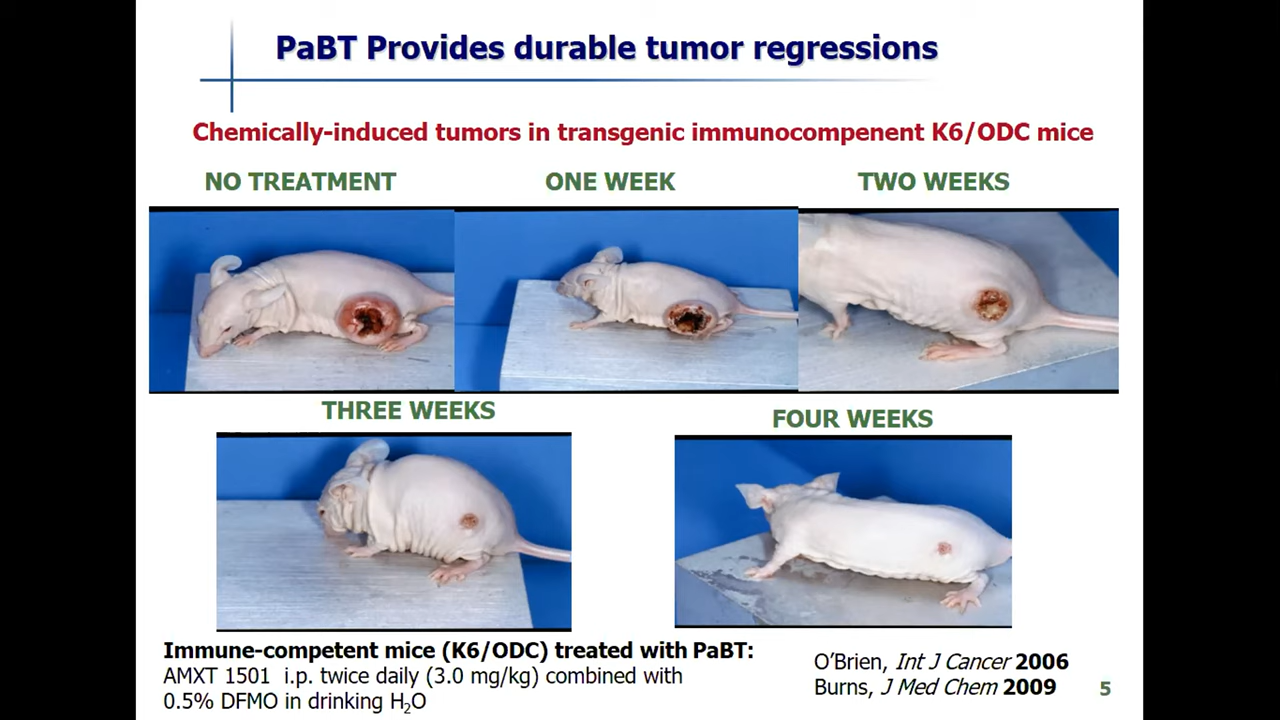 PaBT Provides durable tumor regressions
Chemically-induced tumors in transgenic immunocompenent K6/ODC mice
NO TREATMENT
ONE WEEK
TWO WEEKS
THREE WEEKS
FOUR WEEKS
Immune-competent mice (K6/ODC) treated with PaBT:
AMXT 1501 i.p. twice daily (3.0 mg/kg) combined with
0.5% DFMO in drinking H₂O
O'Brien, Int J Cancer 2006
Burns, J Med Chem 2009
5